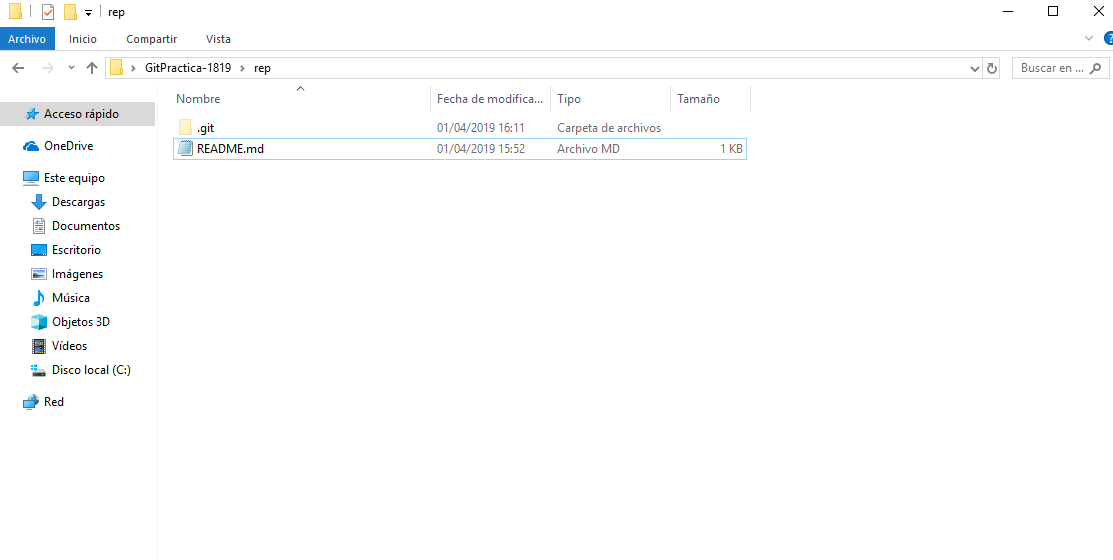 rep
Archivo Inicio Compartir Vista
GitPractica-1819 rep Buscar en ...
Nombre Fecha de modifica... Tipo Tamaño
Acceso rápido
.git 01/04/2019 16:11 Carpeta de archivos
OneDrive
README.md 01/04/2019 15:52 Archivo MD 1 KB
Este equipo
Descargas
Documentos
Escritorio
Imágenes
Música
Objetos 3D
Vídeos
Disco local (C:)
Red